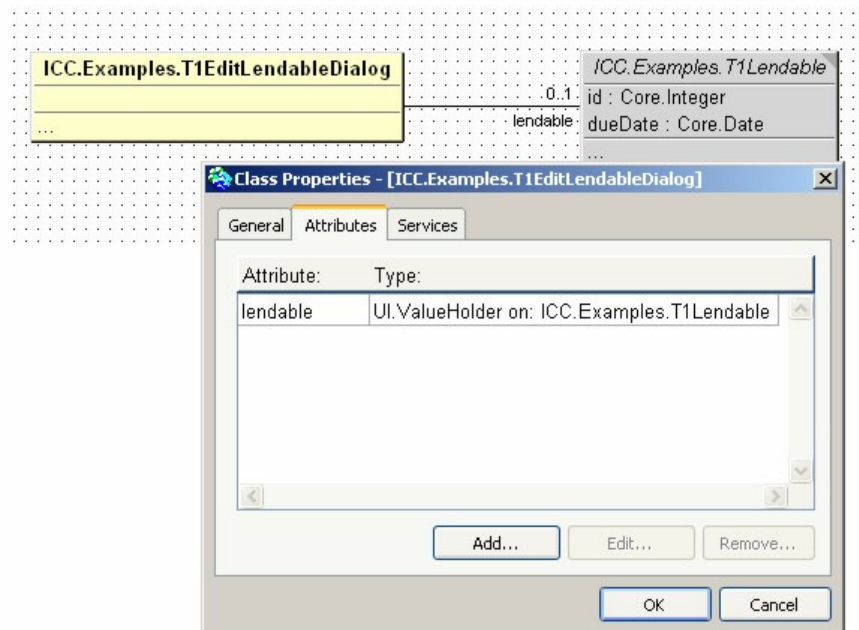 ICC.Examples.T1EditLendableDialog
...
0..1
lendable
ICC.Examples.T1Lendable
id : Core.Integer
dueDate : Core.Date
...
Class Properties - [ICC.Examples.T1EditLendableDialog]
General Attributes Services
Attribute: Type:
lendable UI.ValueHolder on: ICC.Examples.T1Lendable
Add... Edit... Remove...
OK Cancel